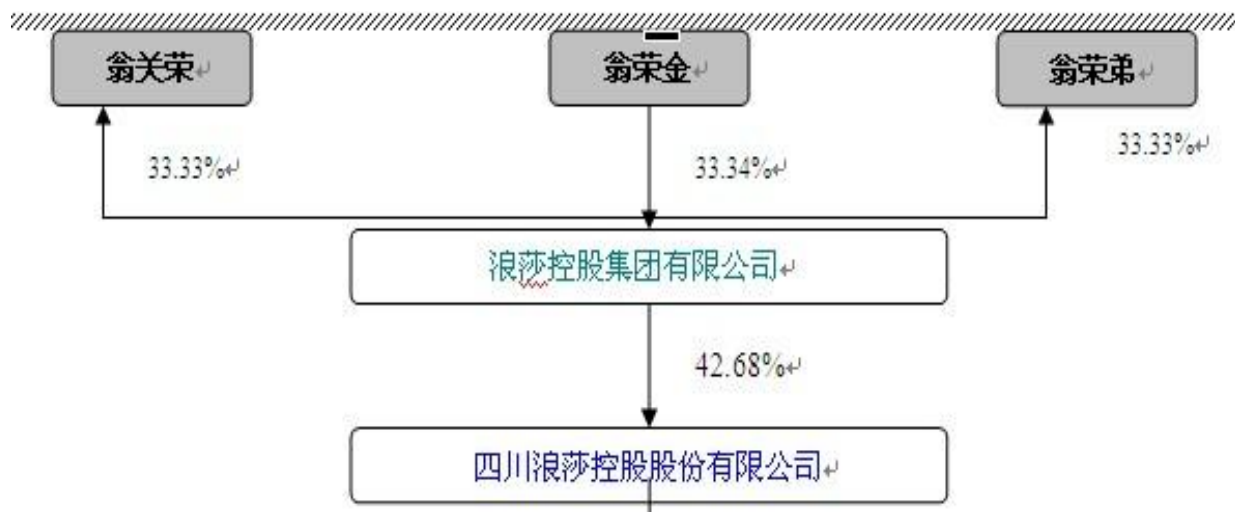 翁关荣
翁荣金
翁荣弟
33.33%
33.34%
33.33%
浪莎控股集团有限公司
42.68%
四川浪莎控股股份有限公司